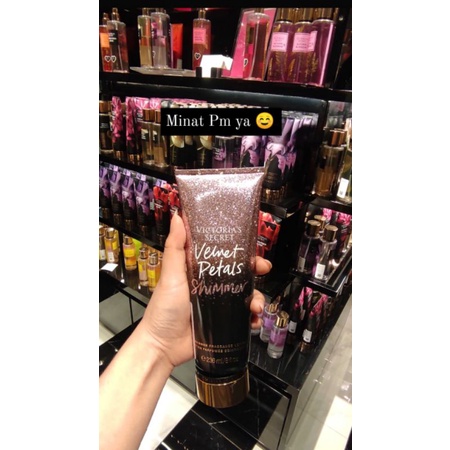 Minat Pm ya ☺️
VICTORIA'S
SECRET
Velvet
Petals
Shimmer